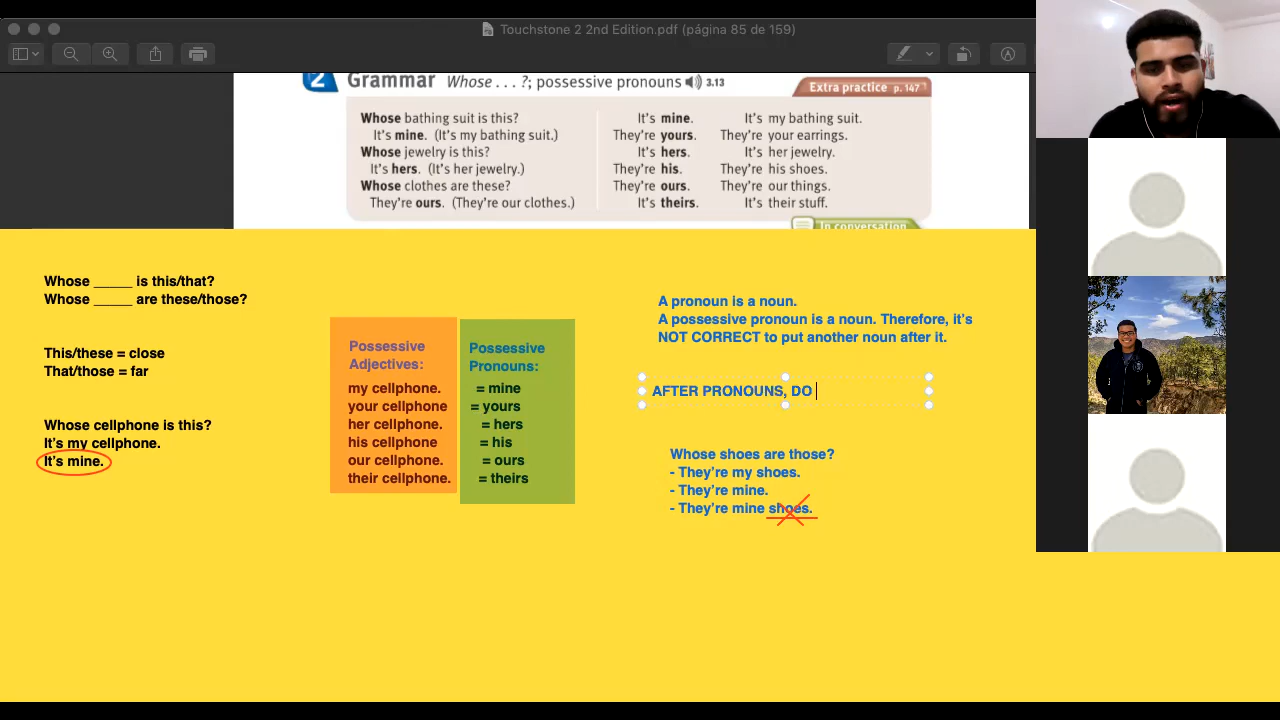 Touchstone 2 2nd Edition.pdf (página 85 de 159)
2 Grammar Whose . . . ?; possessive pronouns 3.13
Extra practice p. 147
Whose bathing suit is this?
It's mine. (It's my bathing suit.)
Whose jewelry is this?
It's hers. (It's her jewelry.)
Whose clothes are these?
They're ours. (They're our clothes.)
It's mine. It's my bathing suit.
They're yours. They're your earrings.
It's hers. It's her jewelry.
They're his. They're his shoes.
They're ours. They're our things.
It's theirs. It's their stuff.
In conversation
Whose _____ is this/that?
Whose _____ are these/those?
This/these = close
That/those = far
Whose cellphone is this?
It's my cellphone.
It's mine.
Possessive
Adjectives:
my cellphone.
your cellphone
her cellphone.
his cellphone
our cellphone.
their cellphone.
Possessive
Pronouns:
= mine
= yours
= hers
= his
= ours
= theirs
A pronoun is a noun.
A possessive pronoun is a noun. Therefore, it's
NOT CORRECT to put another noun after it.
AFTER PRONOUNS, DO
Whose shoes are those?
- They're my shoes.
- They're mine.
- They're mine shoes.